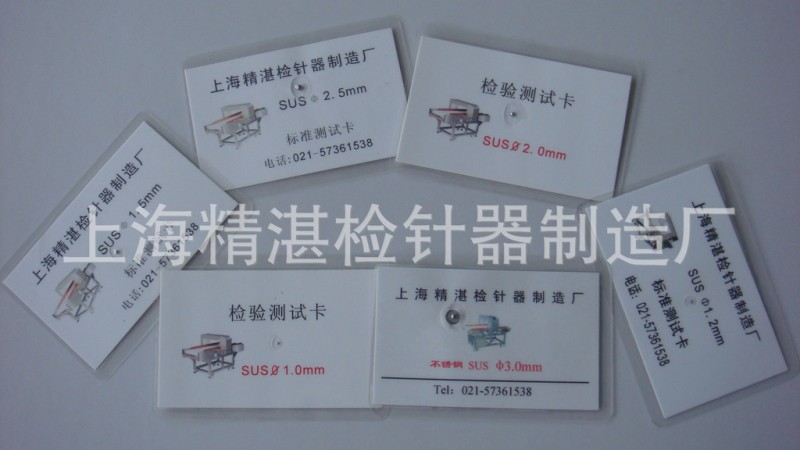 上海精湛检针器制造厂
SUS 2.5mm
标准测试卡
电话:021-57361538
检验测试卡
SUSØ 2.0mm
上海精湛检针器制造厂
SUS 1.5mm
标准测试卡
电话:021-57361538
上海精湛检针器制造厂
SUS Φ1.2mm
标准测试卡
电话: 021-57361538
上海精湛检针器制造厂
检验测试卡
SUSØ 1.0mm
上海精湛检针器制造厂
不锈钢 SUS Φ3.0mm
Tel: 021-57361538